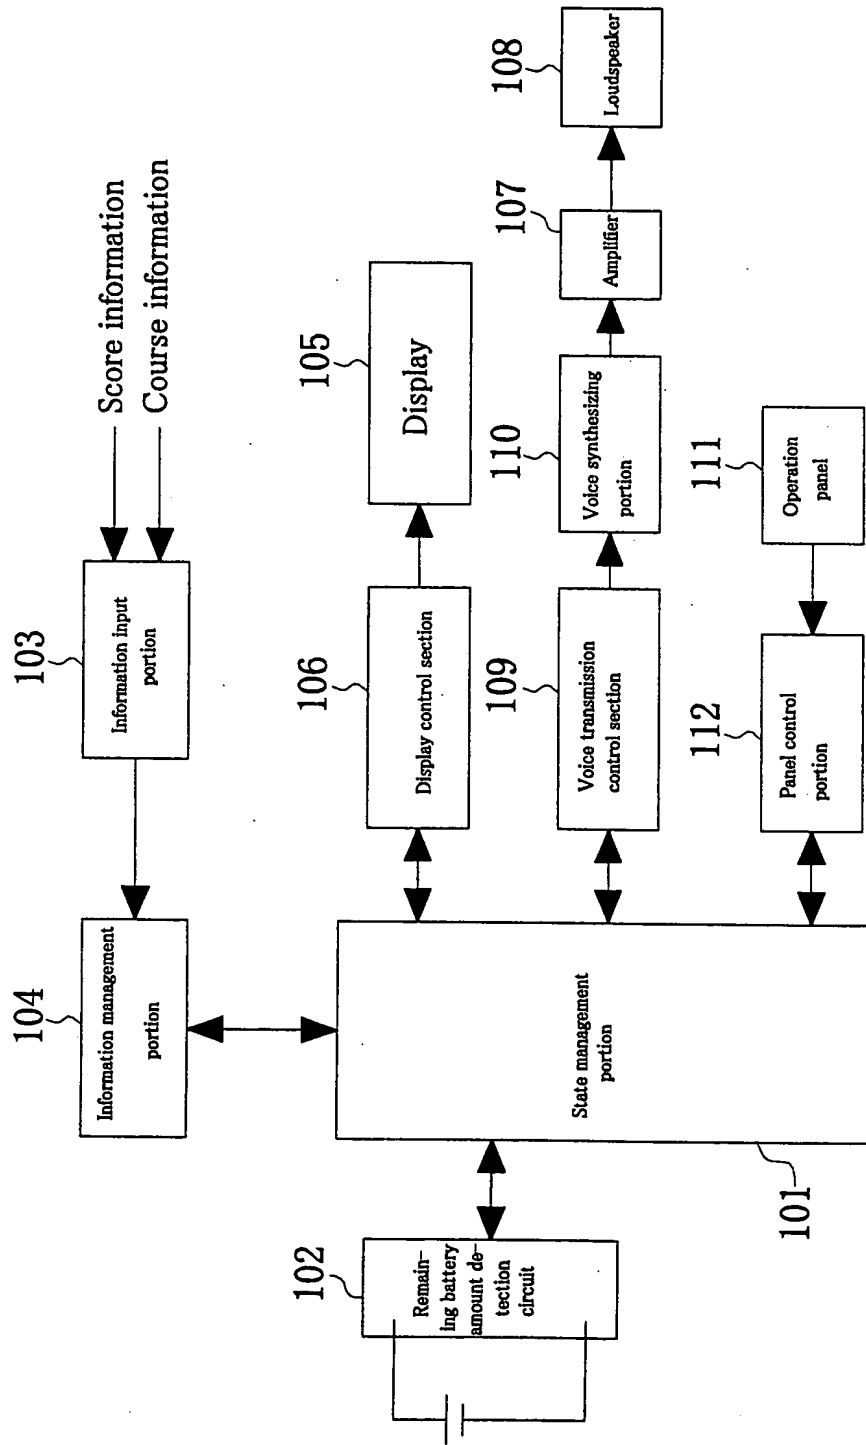 Score information
Course information
103
Information input
portion
104
Information management
portion
105
Display
106
Display control section
108
Loudspeaker
107
Amplifier
110
Voice synthesizing
portion
109
Voice transmission
control section
111
Operation
panel
112
Panel control
portion
State management
portion
101
102
Remain-
ing battery
amount de-
tection
circuit